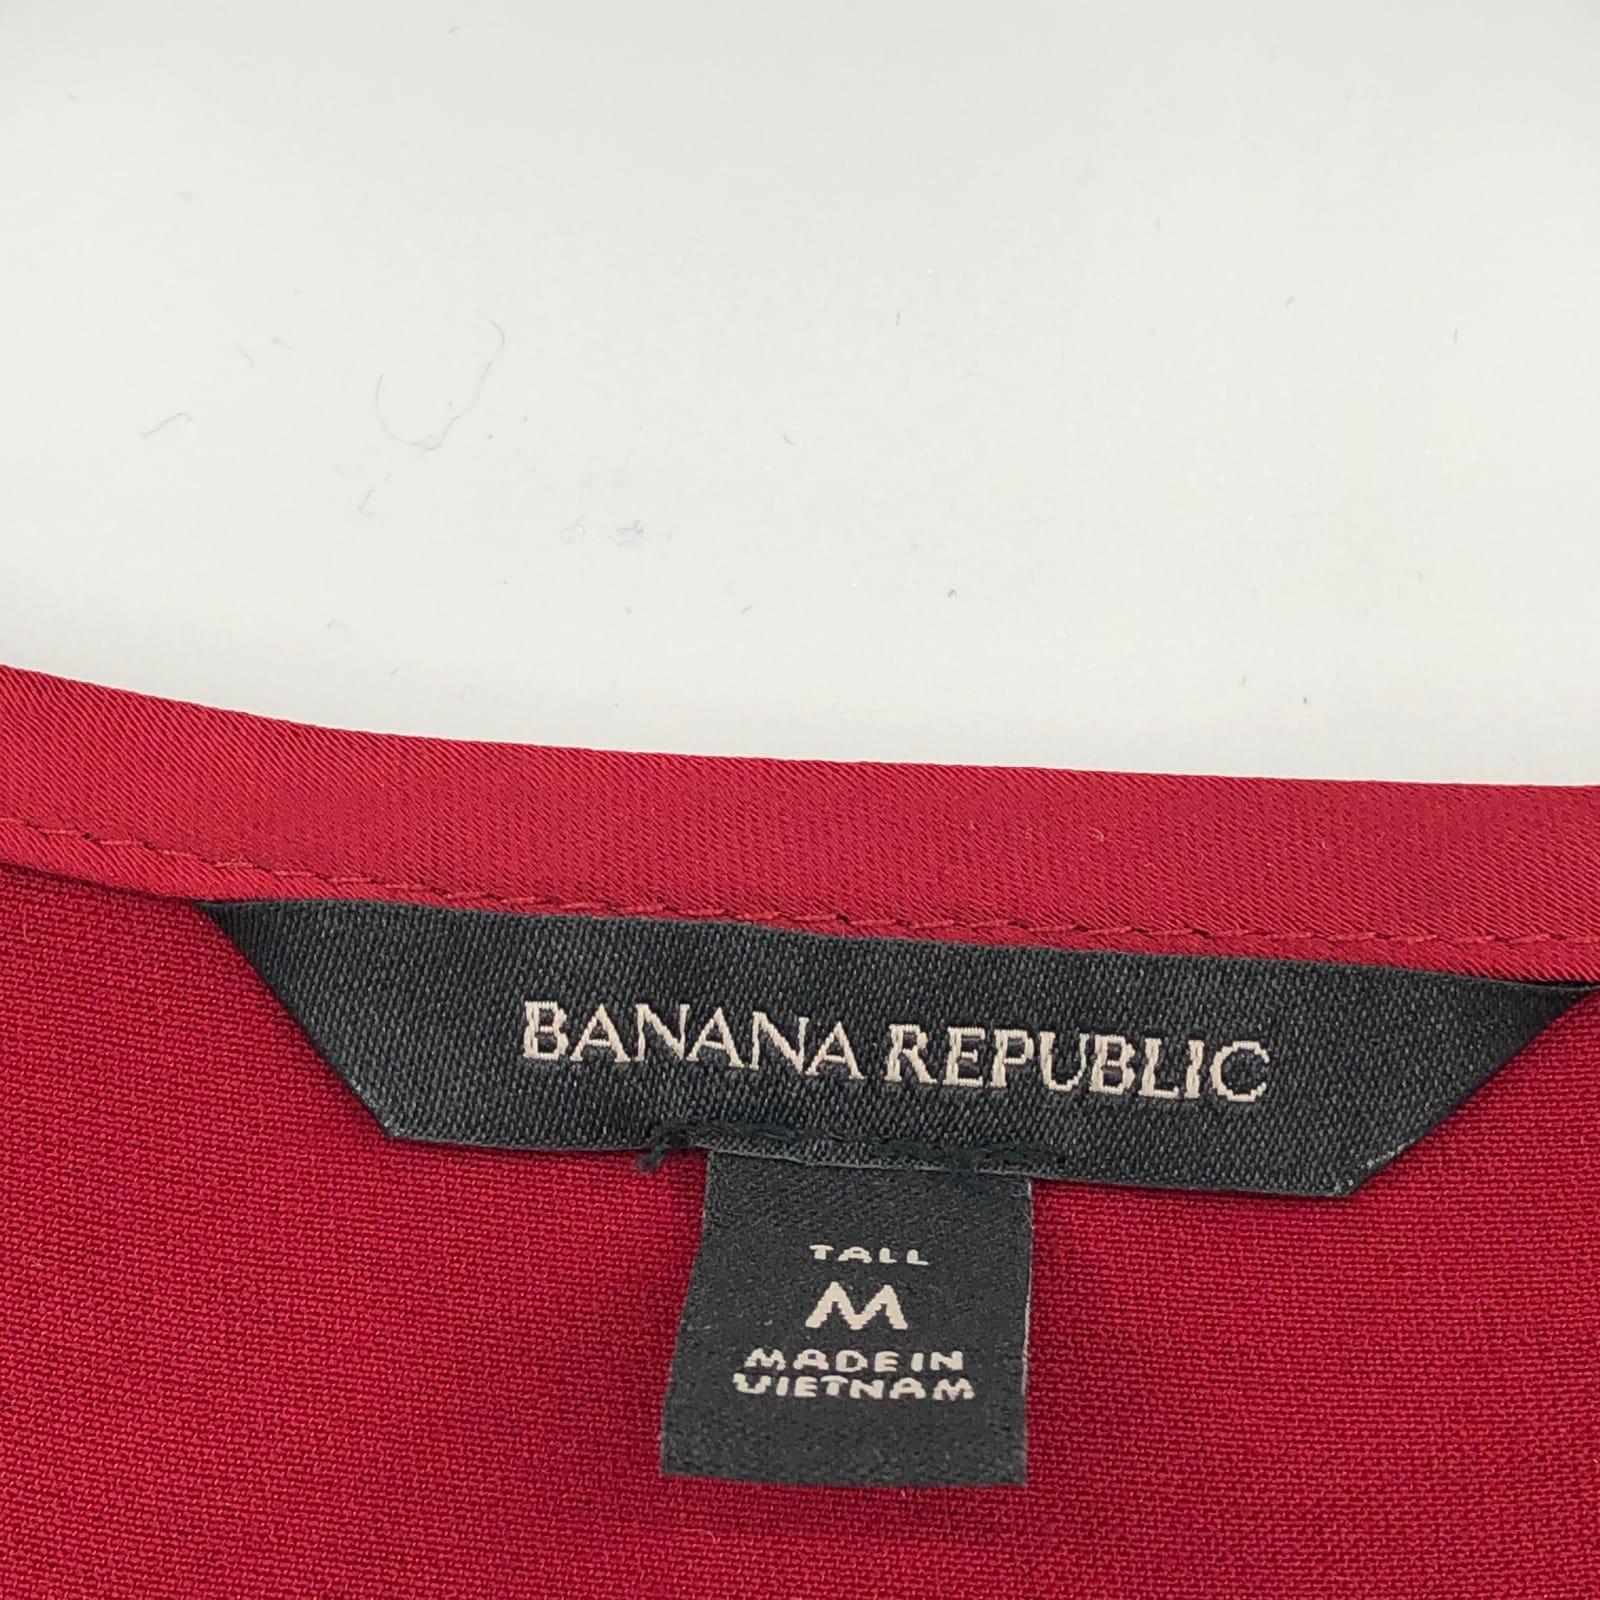 BANANA REPUBLIC
TALL
M
MADE IN
VIETNAM